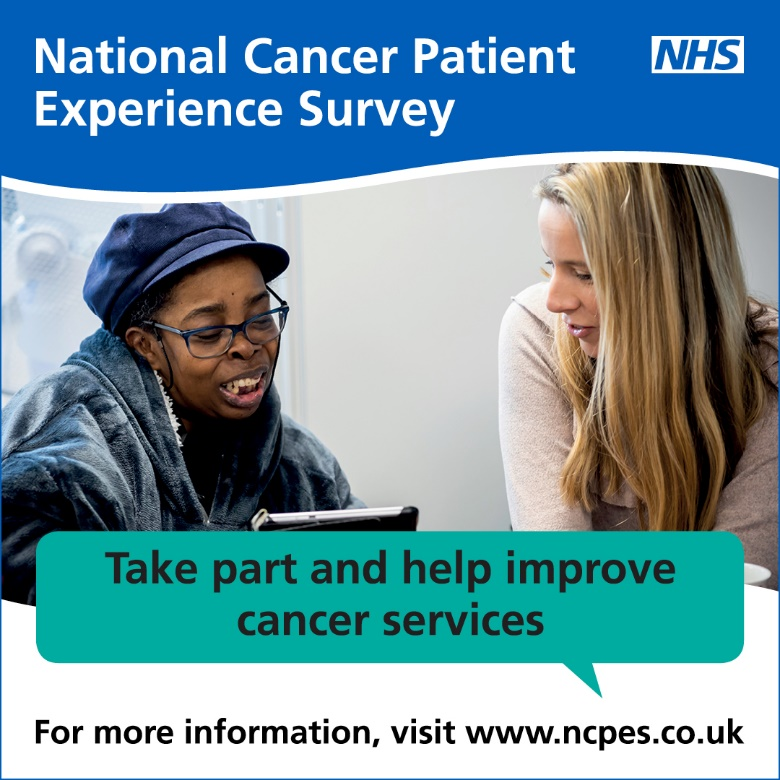 National Cancer Patient
Experience Survey
NHS
Take part and help improve
cancer services
For more information, visit www.ncpes.co.uk